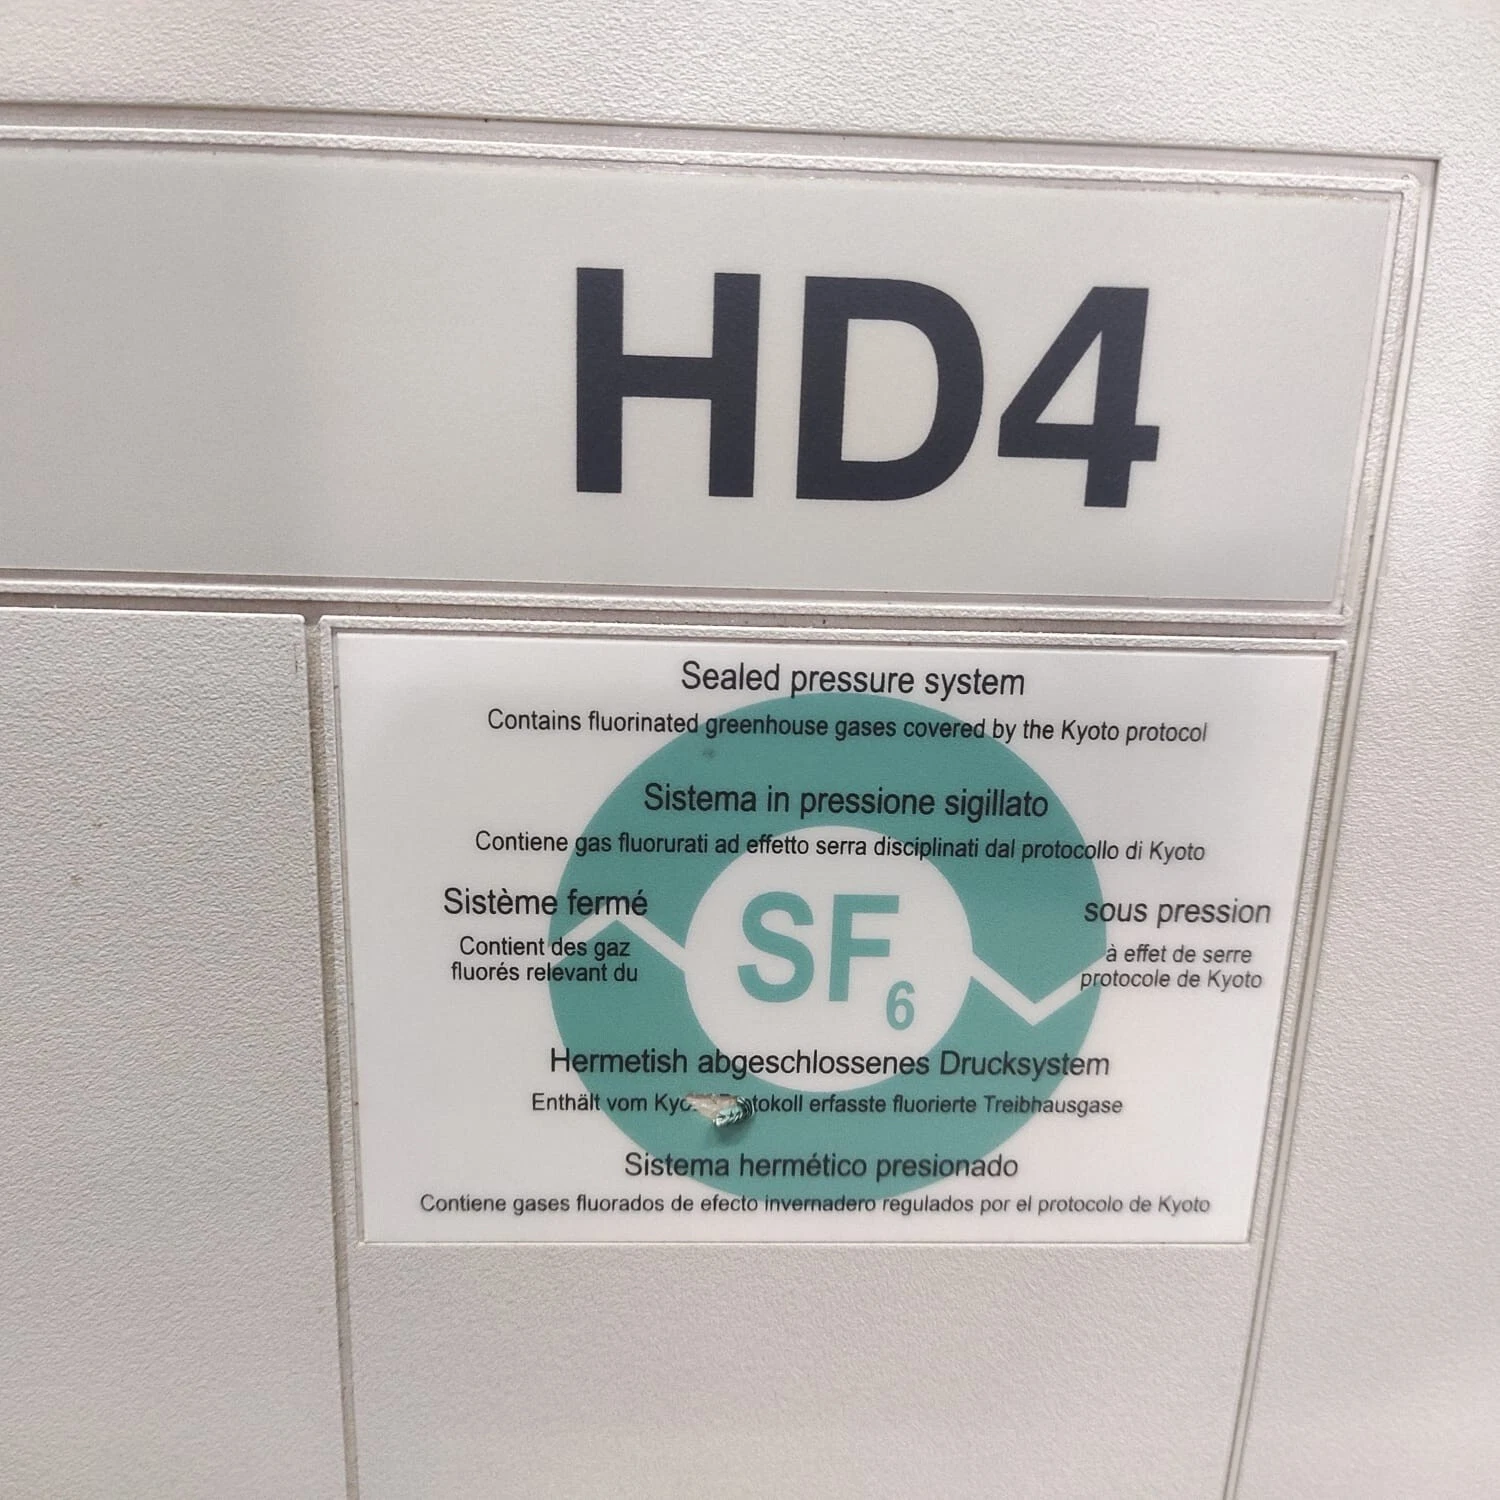 HD4
Sealed pressure system
Contains fluorinated greenhouse gases covered by the Kyoto protocol
Sistema in pressione sigillato
Contiene gas fluorurati ad effetto serra disciplinati dal protocollo di Kyoto
Sistème fermé sous pression
Contient des gaz à effet de serre
fluorés relevant du protocole de Kyoto
SF6
Hermetish abgeschlossenes Drucksystem
Enthält vom erfasste fluorierte Treibhausgase
Sistema hermético presionado
Contiene gases fluorados de efecto invernadero regulados por el protocolo de Kyoto